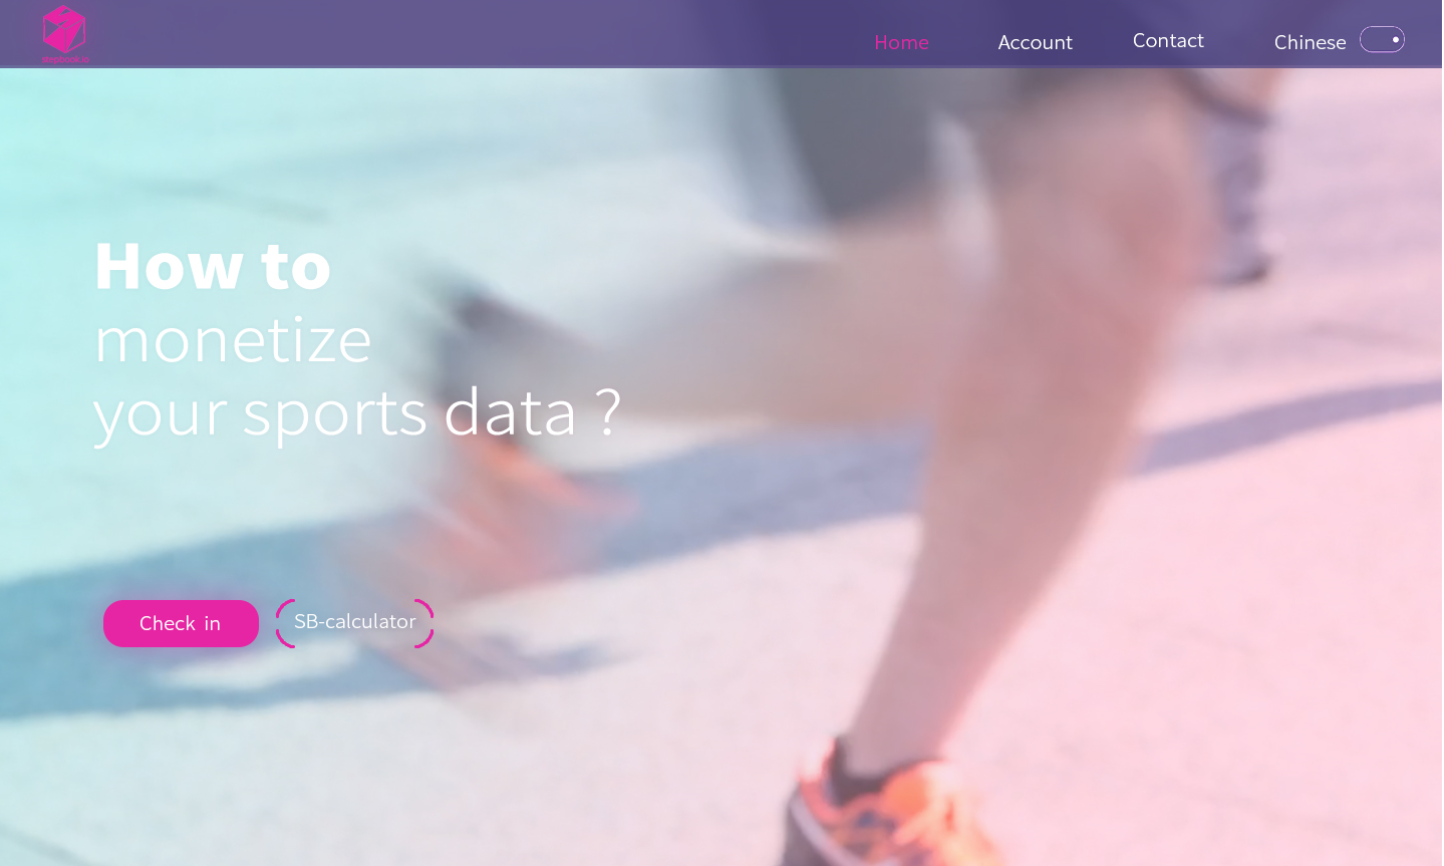 Home
Account
Contact
Chinese
How to
monetize
your sports data ?
Check in
SB-calculator